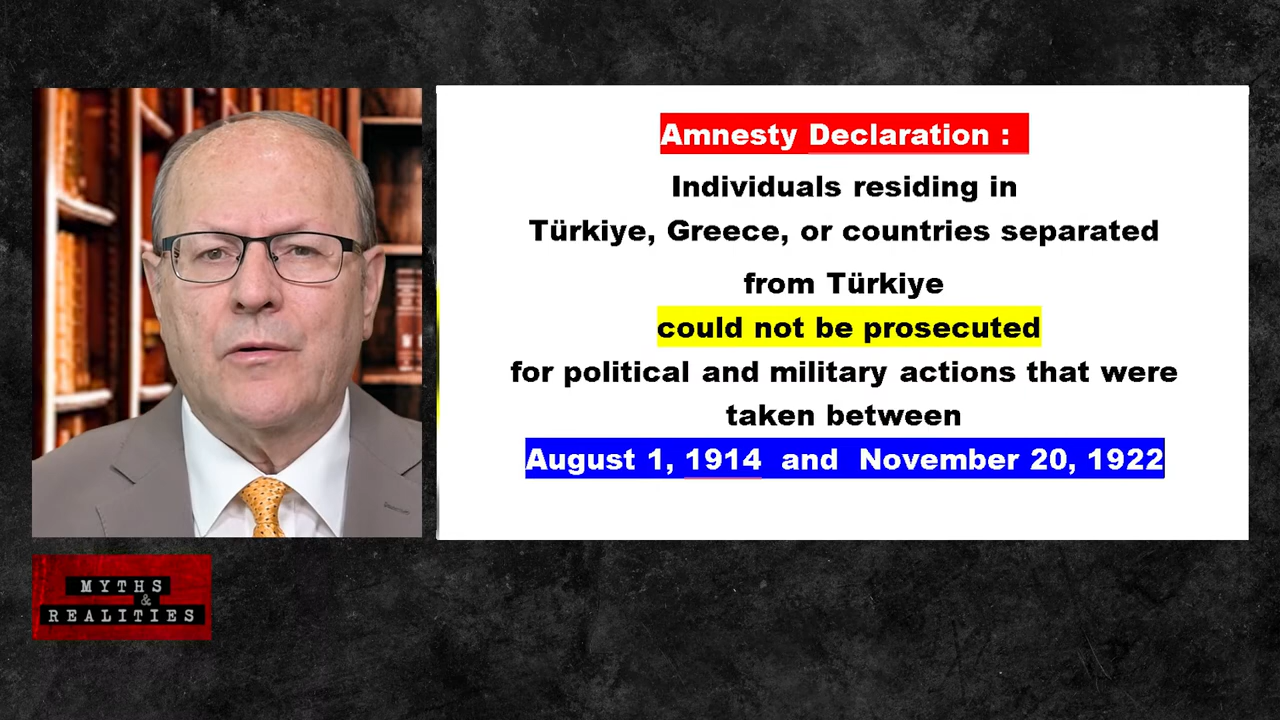 Amnesty Declaration :
Individuals residing in
Türkiye, Greece, or countries separated
from Türkiye
could not be prosecuted
for political and military actions that were
taken between
August 1, 1914 and November 20, 1922
MYTHS
&
REALITIES